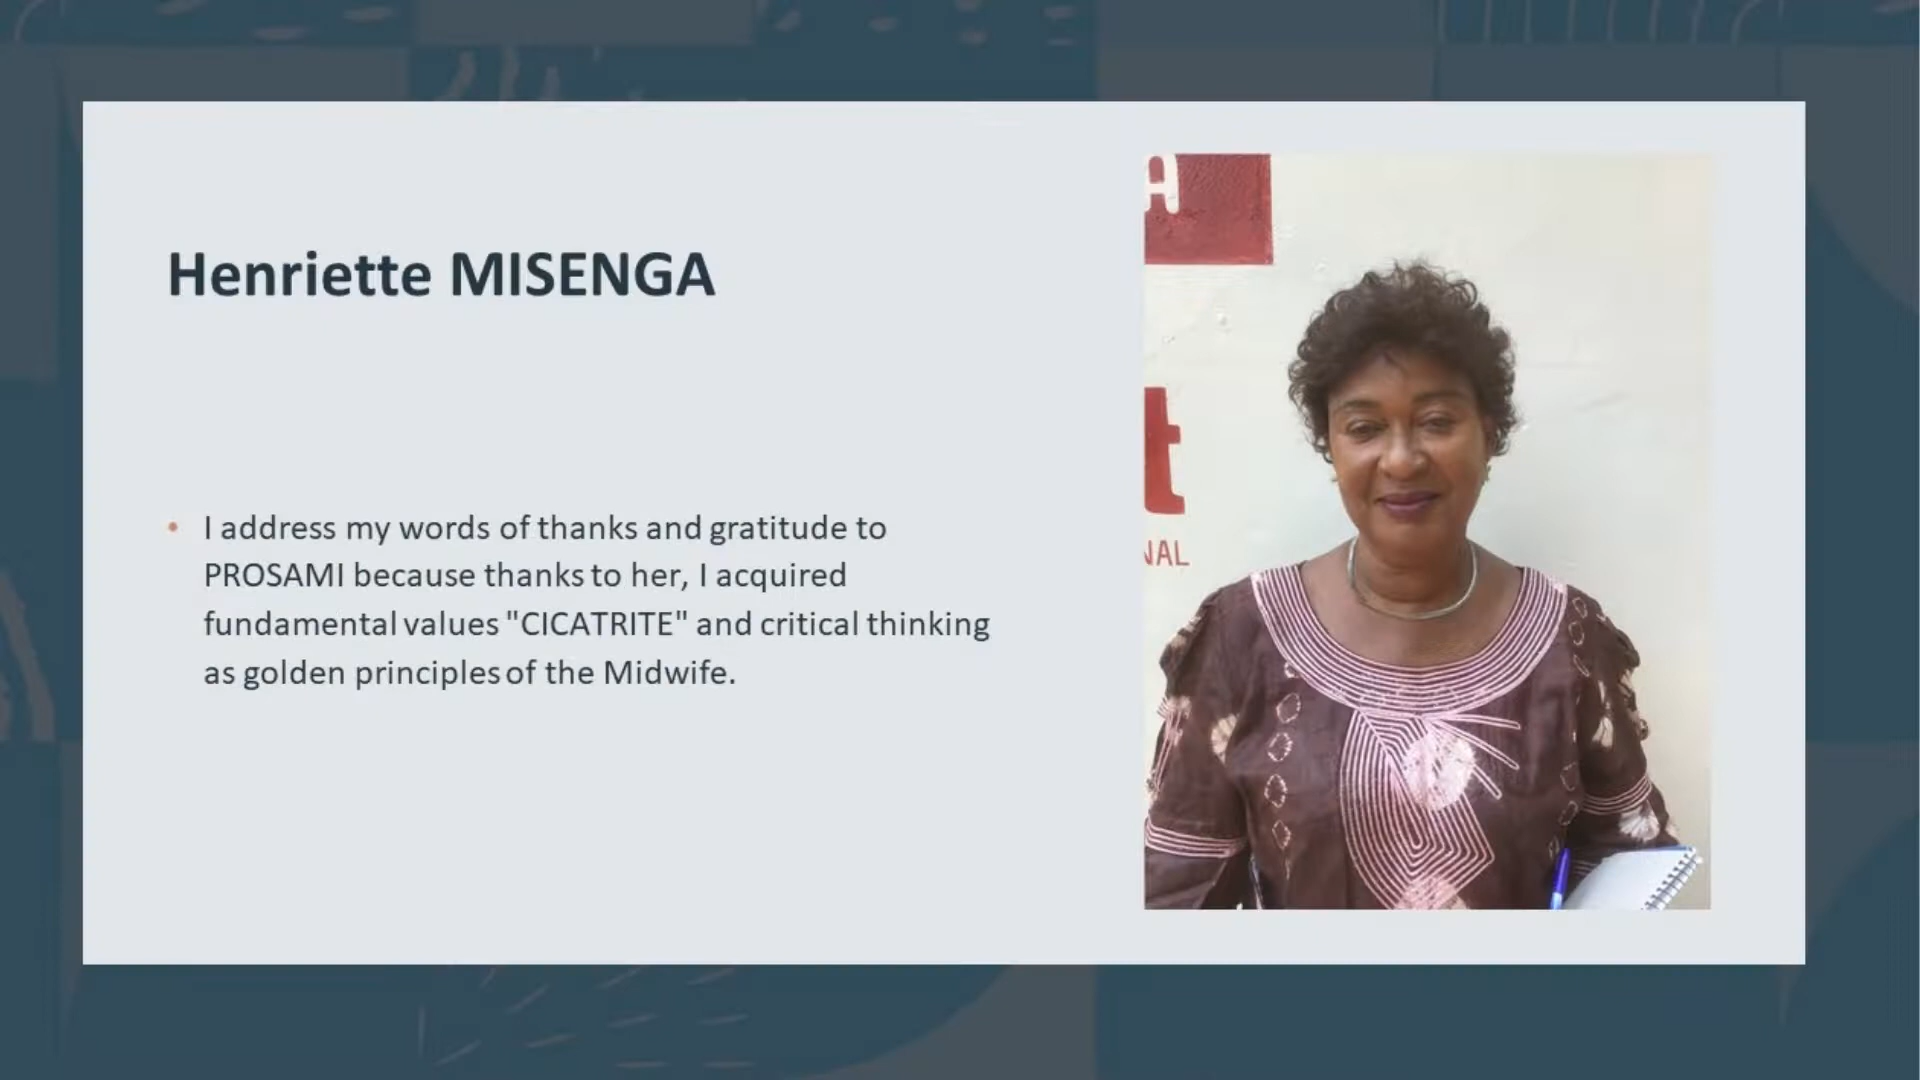 Henriette MISENGA
• I address my words of thanks and gratitude to
PROSAMI because thanks to her, I acquired
fundamental values "CICATRITE" and critical thinking
as golden principles of the Midwife.
A
t
NAL